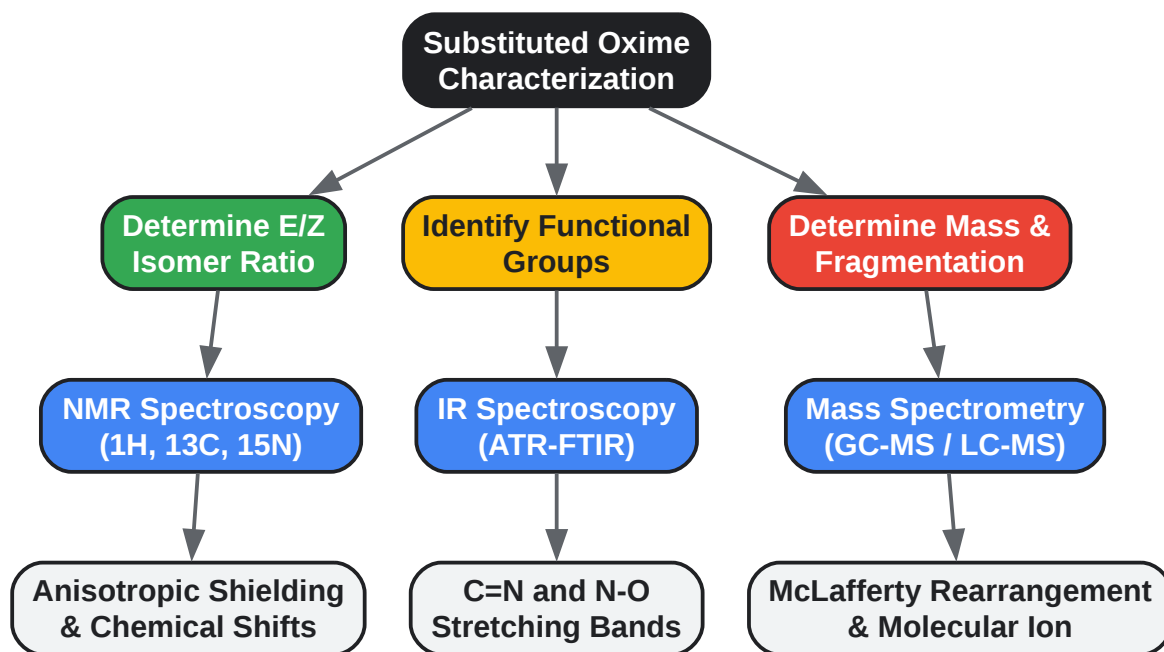 Substituted Oxime
Characterization
Determine E/Z
Isomer Ratio
Identify Functional
Groups
Determine Mass &
Fragmentation
NMR Spectroscopy
(1H, 13C, 15N)
IR Spectroscopy
(ATR-FTIR)
Mass Spectrometry
(GC-MS / LC-MS)
Anisotropic Shielding
& Chemical Shifts
C=N and N-O
Stretching Bands
McLafferty Rearrangement
& Molecular Ion